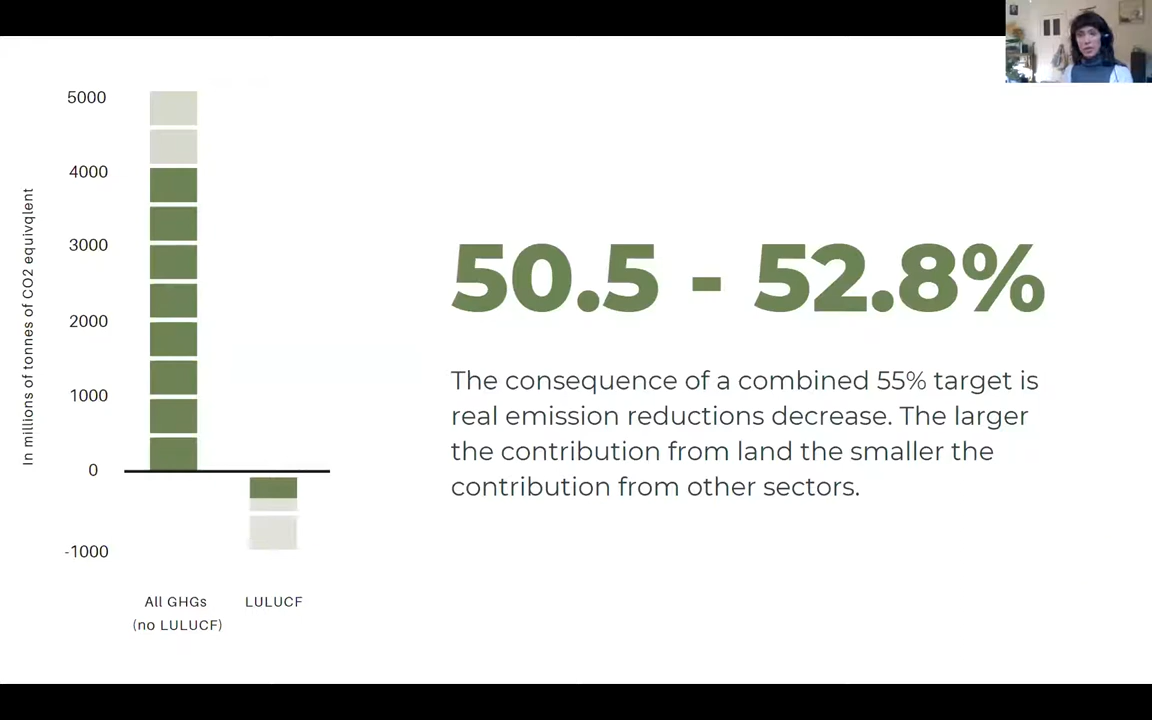 5000
4000
3000
2000
1000
0
-1000
In millions of tonnes of CO2 equivqlent
All GHGs
(no LULUCF)
LULUCF
50.5 - 52.8%
The consequence of a combined 55% target is
real emission reductions decrease. The larger
the contribution from land the smaller the
contribution from other sectors.